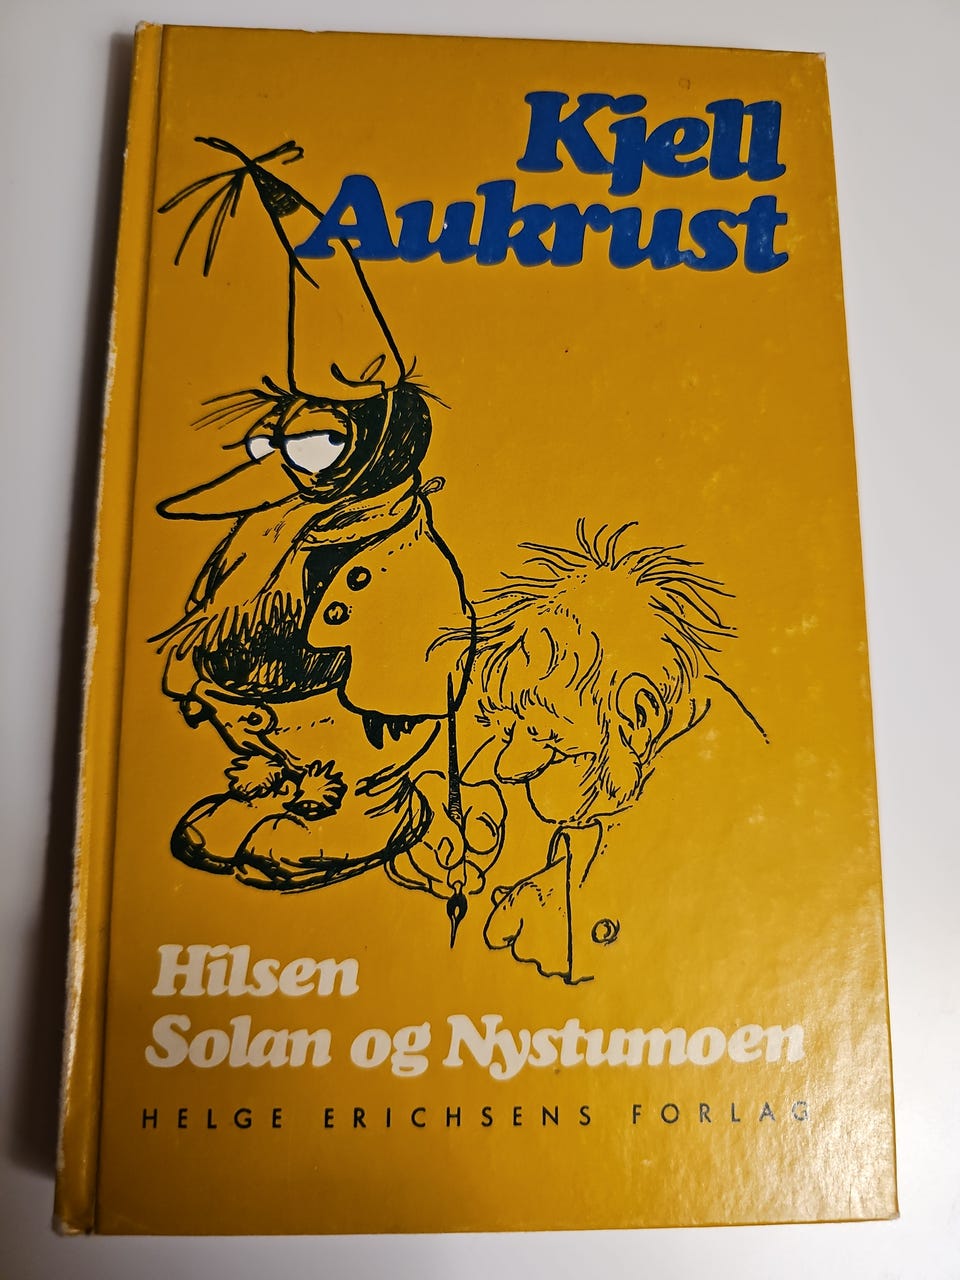 Kjell
Aukrust
Hilsen
Solan og Nystumoen
HELGE ERICHSENS FORLAG